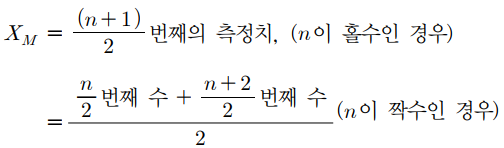 X_M = (n+1)/2 번째의 측정치, (n이 홀수인 경우)
= (n/2 번째 수 + (n+2)/2 번째 수)/2 (n이 짝수인 경우)